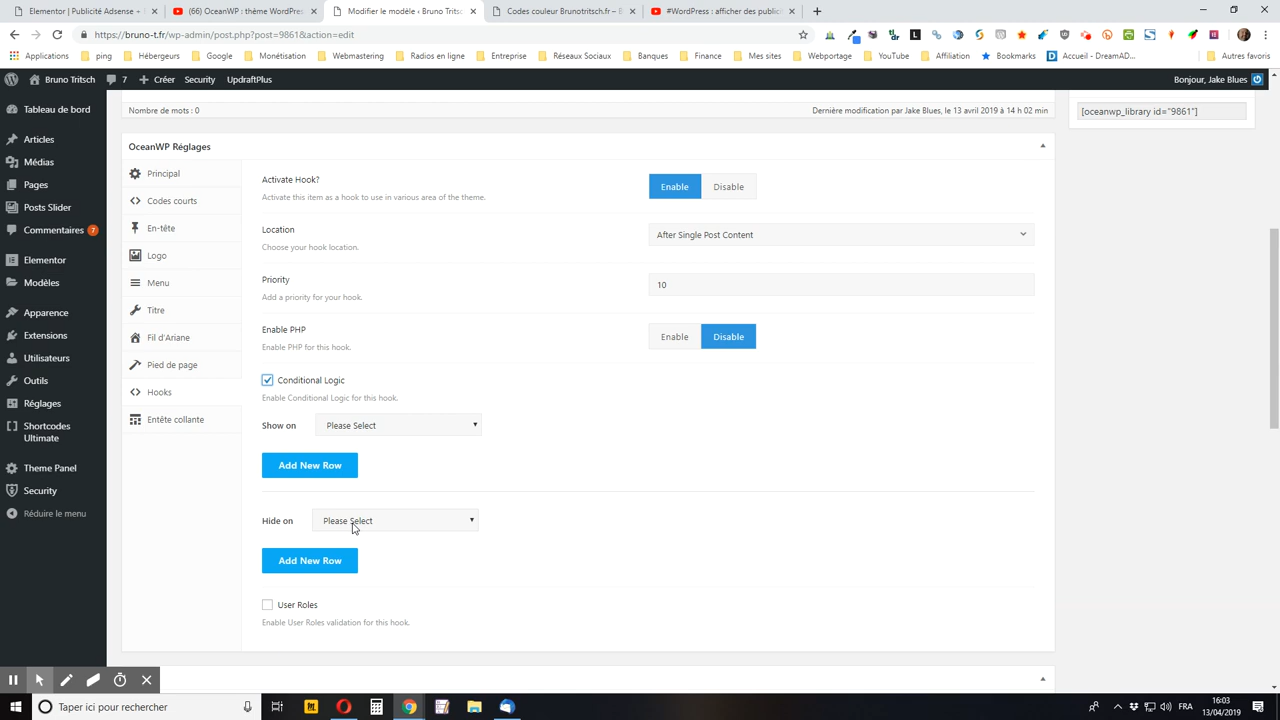 Elementor | Publicité Adsense «
(66) OceanWP : thème WordPres
Modifier le modèle ‹ Bruno Tritsc
Codes couleur Brunotritsch.fr – B
#WordPress : afficher des publicit
https://bruno-t.fr/wp-admin/post.php?post=9861&action=edit
Applications ping Hébergeurs Google Monétisation Webmastering Radios en ligne Entreprise Réseaux Sociaux Banques Finance Mes sites Webportage YouTube Affiliation Bookmarks Accueil - DreamAD... Autres favoris
Bruno Tritsch 7 Créer Security UpdraftPlus Bonjour, Jake Blues
Tableau de bord
Articles
Médias
Pages
Posts Slider
Commentaires 7
Elementor
Modèles
Apparence
Extensions
Utilisateurs
Outils
Réglages
Shortcodes
Ultimate
Theme Panel
Security
Réduire le menu
Nombre de mots : 0
Dernière modification par Jake Blues, le 13 avril 2019 à 14 h 02 min
[oceanwp_library id="9861"]
OceanWP Réglages
Principal
Codes courts
En-tête
Logo
Menu
Titre
Fil d'Ariane
Pied de page
Hooks
Entête collante
Activate Hook?
Activate this item as a hook to use in various area of the theme.
Enable Disable
Location
Choose your hook location.
After Single Post Content
Priority
Add a priority for your hook.
10
Enable PHP
Enable PHP for this hook.
Enable Disable
Conditional Logic
Enable Conditional Logic for this hook.
Show on Please Select
Add New Row
Hide on Please Select
Add New Row
User Roles
Enable User Roles validation for this hook.
Taper ici pour rechercher
FRA
16:03
13/04/2019